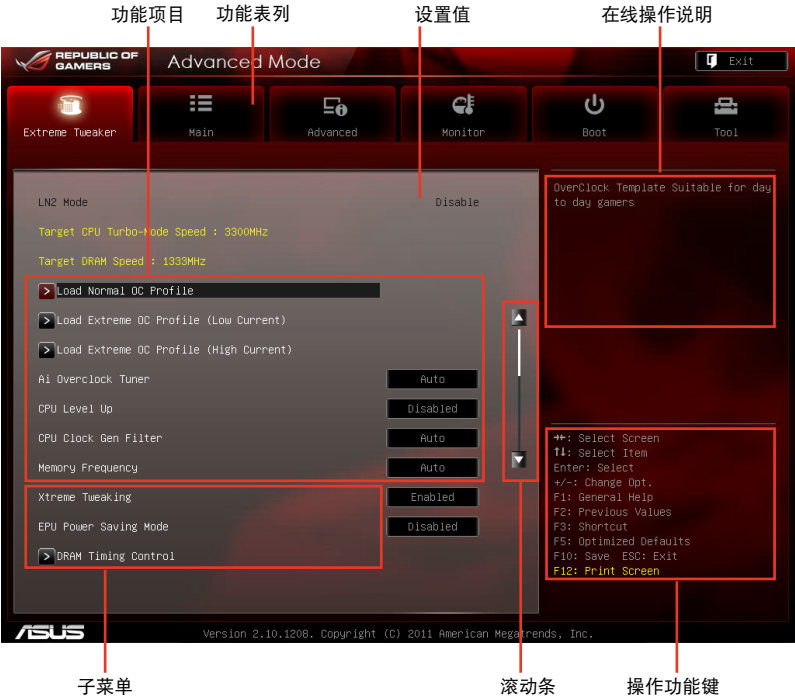 功能项目 功能表列 设置值 在线操作说明
REPUBLIC OF
GAMERS
Advanced Mode
Exit
Extreme Tweaker Main Advanced Monitor Boot Tool
LN2 Mode Disable
Target CPU Turbo-Mode Speed : 3300MHz
Target DRAM Speed : 1333MHz
> Load Normal OC Profile
> Load Extreme OC Profile (Low Current)
> Load Extreme OC Profile (High Current)
Ai Overclock Tuner Auto
CPU Level Up Disabled
CPU Clock Gen Filter Auto
Memory Frequency Auto
Xtreme Tweaking Enabled
EPU Power Saving Mode Disabled
> DRAM Timing Control
OverClock Template Suitable for day
to day gamers
→←: Select Screen
↑↓: Select Item
Enter: Select
+/-: Change Opt.
F1: General Help
F2: Previous Values
F3: Shortcut
F5: Optimized Defaults
F10: Save ESC: Exit
F12: Print Screen
ASUS
Version 2.10.1208. Copyright (C) 2011 American Megatrends, Inc.
子菜单 滚动条 操作功能键